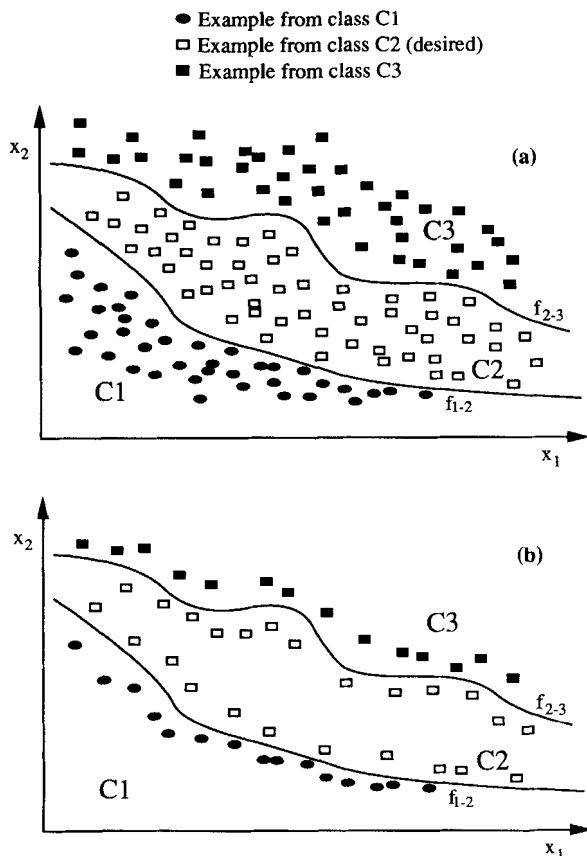 Example from class C1
Example from class C2 (desired)
Example from class C3
x2
(a)
C3
f2-3
C2
C1
f1-2
x1
(b)
x2
C3
f2-3
C2
C1
f1-2
x1